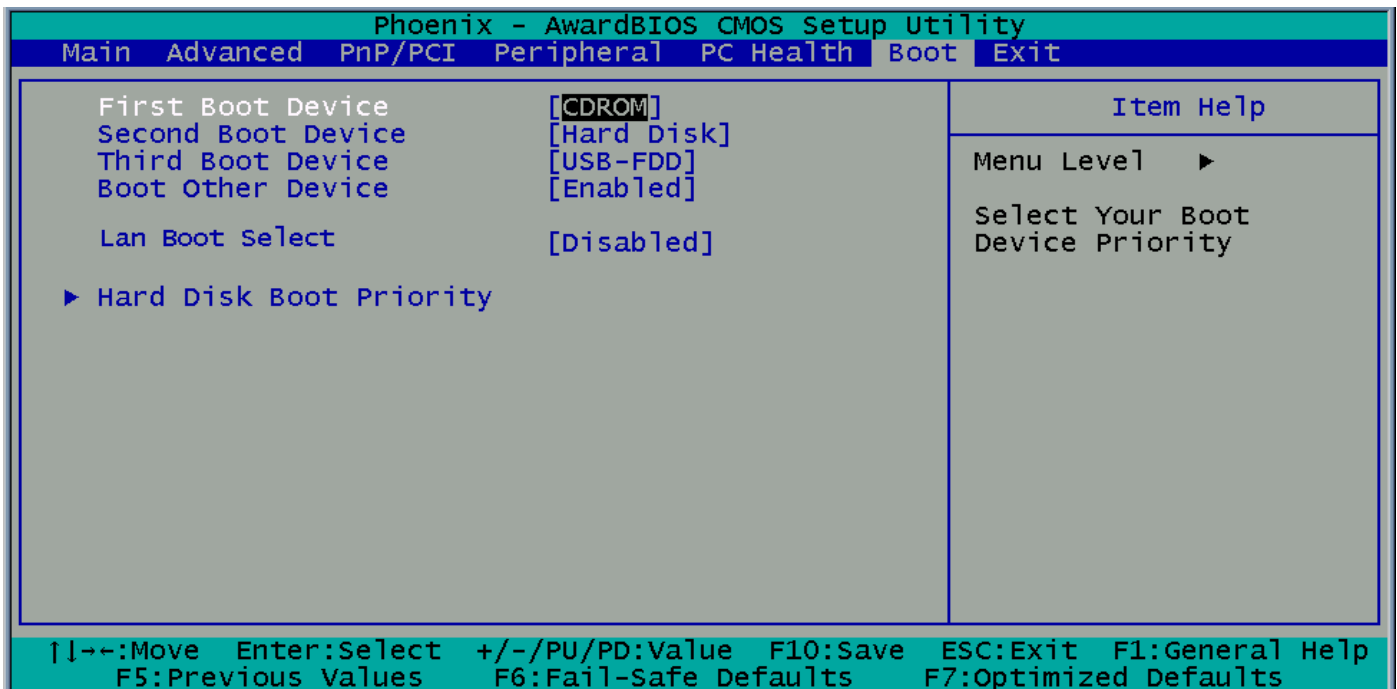 Phoenix - AwardBIOS CMOS Setup Utility
Main Advanced PnP/PCI Peripheral PC Health Boot Exit
First Boot Device [CDROM]
Second Boot Device [Hard Disk]
Third Boot Device [USB-FDD]
Boot Other Device [Enabled]
Lan Boot Select [Disabled]
▶ Hard Disk Boot Priority
Item Help
Menu Level ▶
Select Your Boot
Device Priority
↑↓→←:Move Enter:Select +/-/PU/PD:Value F10:Save ESC:Exit F1:General Help
F5:Previous Values F6:Fail-Safe Defaults F7:Optimized Defaults